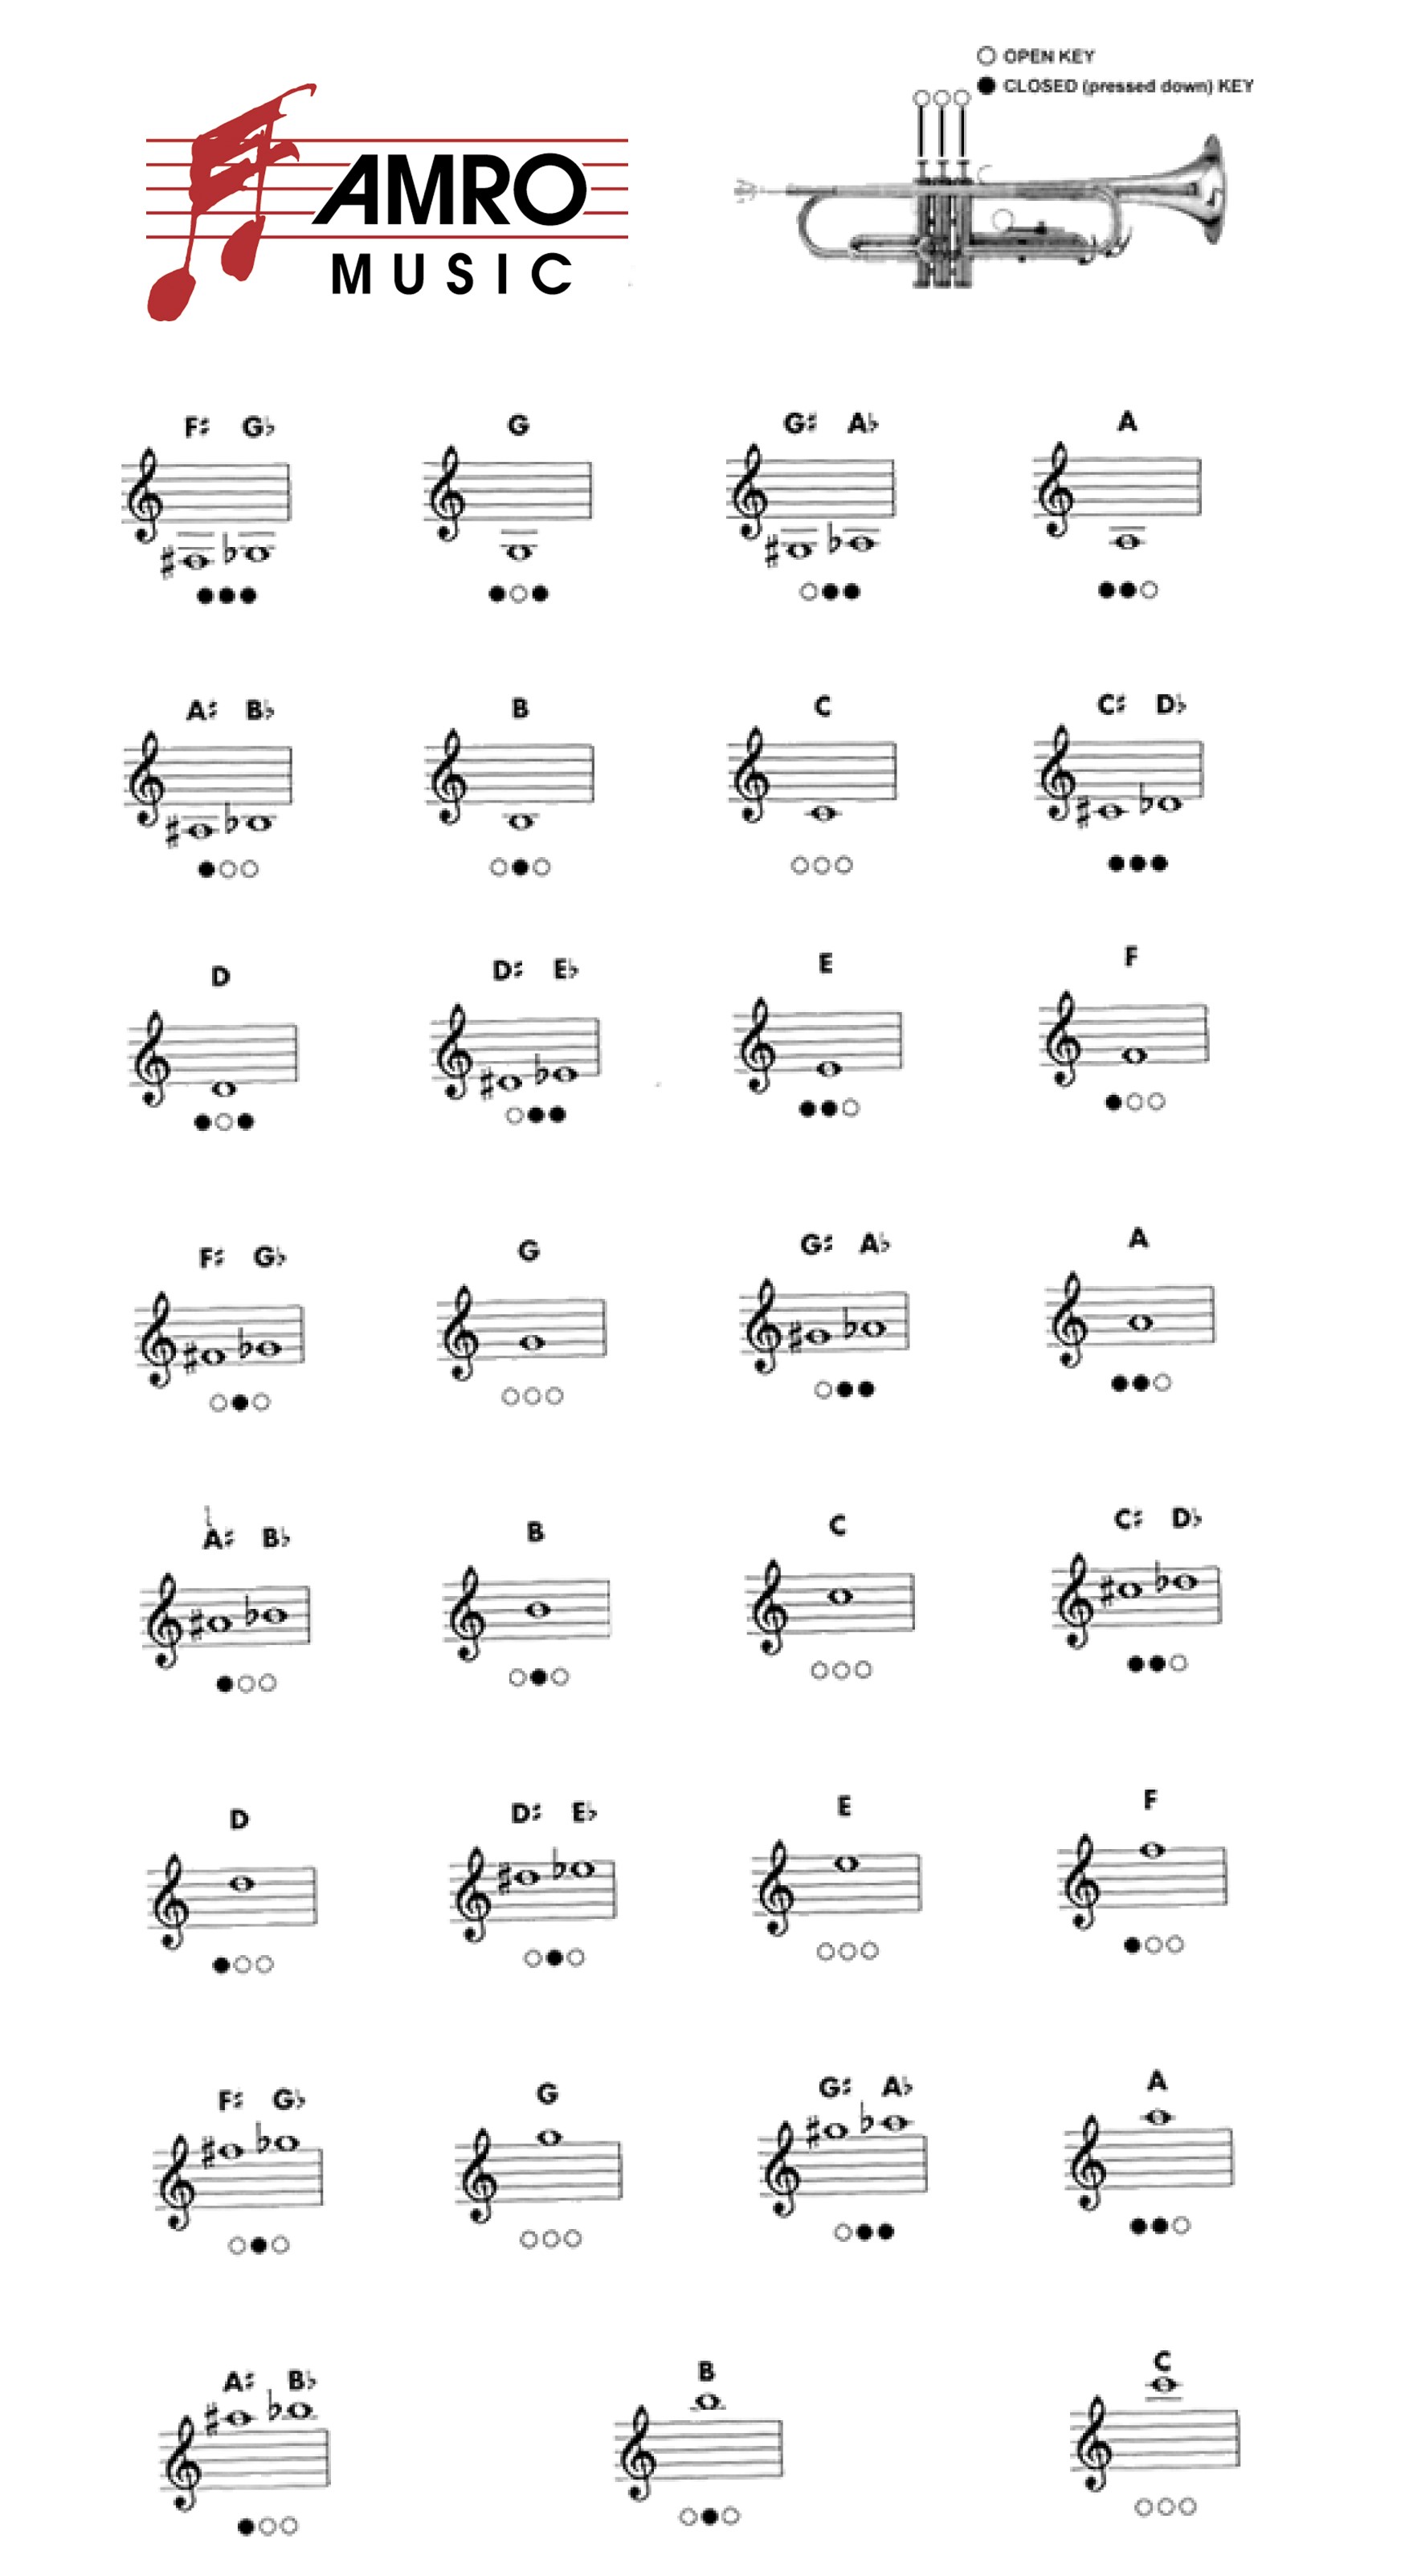 OPEN KEY
CLOSED (pressed down) KEY
AMRO
MUSIC
F♯ G♭ G G♯ A♭ A
A♯ B♭ B C C♯ D♭
D D♯ E♭ E F
F♯ G♭ G G♯ A♭ A
A♯ B♭ B C C♯ D♭
D D♯ E♭ E F
F♯ G♭ G G♯ A♭ A
A♯ B♭ B C